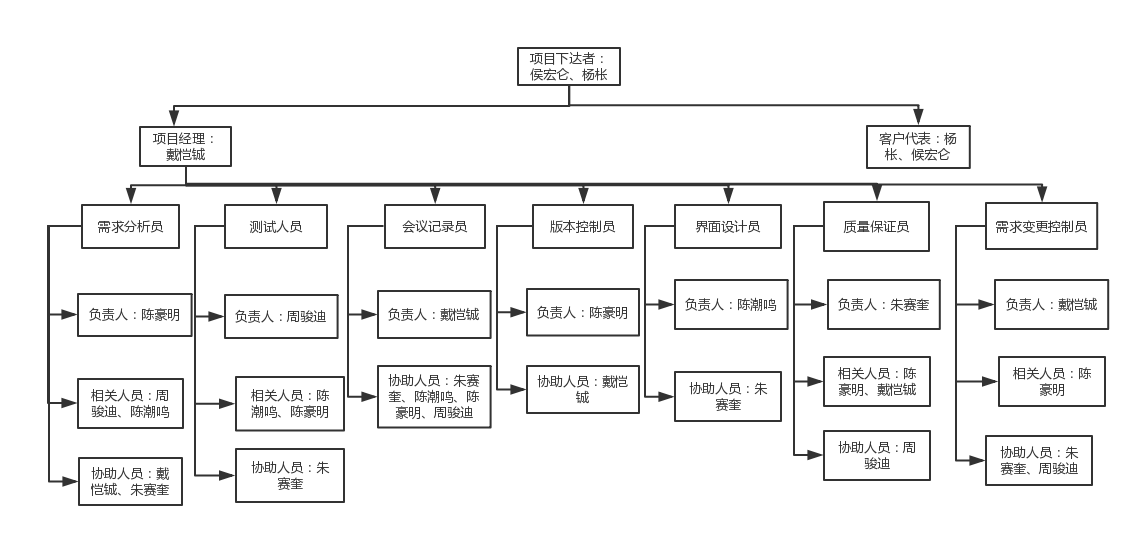 项目下达者：
侯宏仑、杨枨
项目经理：
戴恺铖
客户代表：杨
枨、候宏仑
需求分析员
测试人员
会议记录员
版本控制员
界面设计员
质量保证员
需求变更控制员
负责人：陈豪明
负责人：周骏迪
负责人：戴恺铖
负责人：陈豪明
负责人：陈潮鸣
负责人：朱赛奎
负责人：戴恺铖
相关人员：周
骏迪、陈潮鸣
相关人员：陈
潮鸣、陈豪明
协助人员：朱赛
奎、陈潮鸣、陈
豪明、周骏迪
协助人员：戴恺
铖
协助人员：朱
赛奎
相关人员：陈
豪明、戴恺铖
相关人员：陈
豪明
协助人员：戴
恺铖、朱赛奎
协助人员：朱
赛奎
协助人员：周
骏迪
协助人员：朱
赛奎、周骏迪